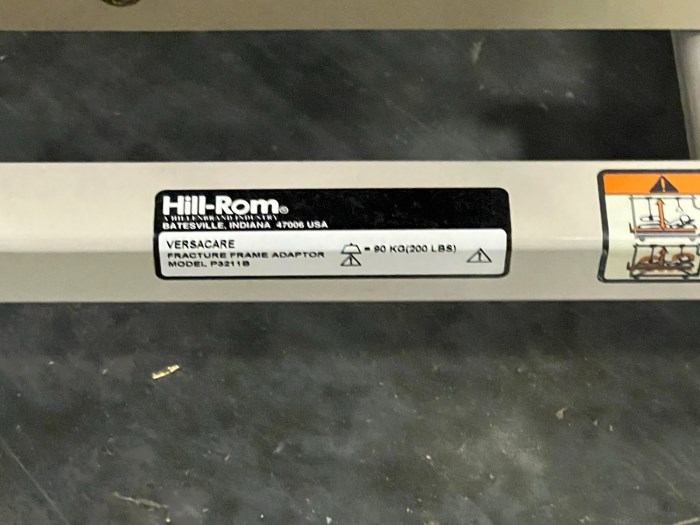 Hill-Rom®
A HILLENBRAND INDUSTRY
BATESVILLE, INDIANA 47006 USA
VERSACARE
FRACTURE FRAME ADAPTOR
MODEL P3211B
= 90 KG(200 LBS)